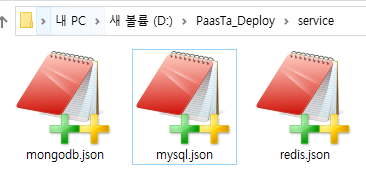 내 PC > 새 볼륨 (D:) > PaasTa_Deploy > service
mongodb.json mysql.json redis.json